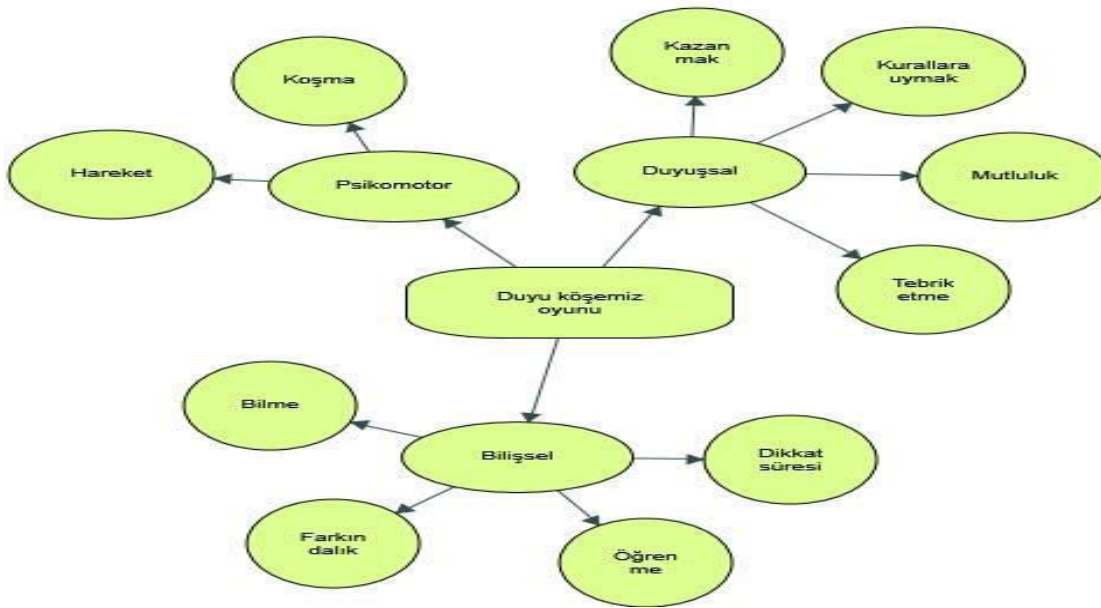 Kazan
mak
Kurallara
uymak
Koşma
Hareket
Psikomotor
Duyuşsal
Mutluluk
Tebrik
etme
Duyu köşemiz
oyunu
Bilme
Bilişsel
Dikkat
süresi
Farkın
dalık
Öğren
me